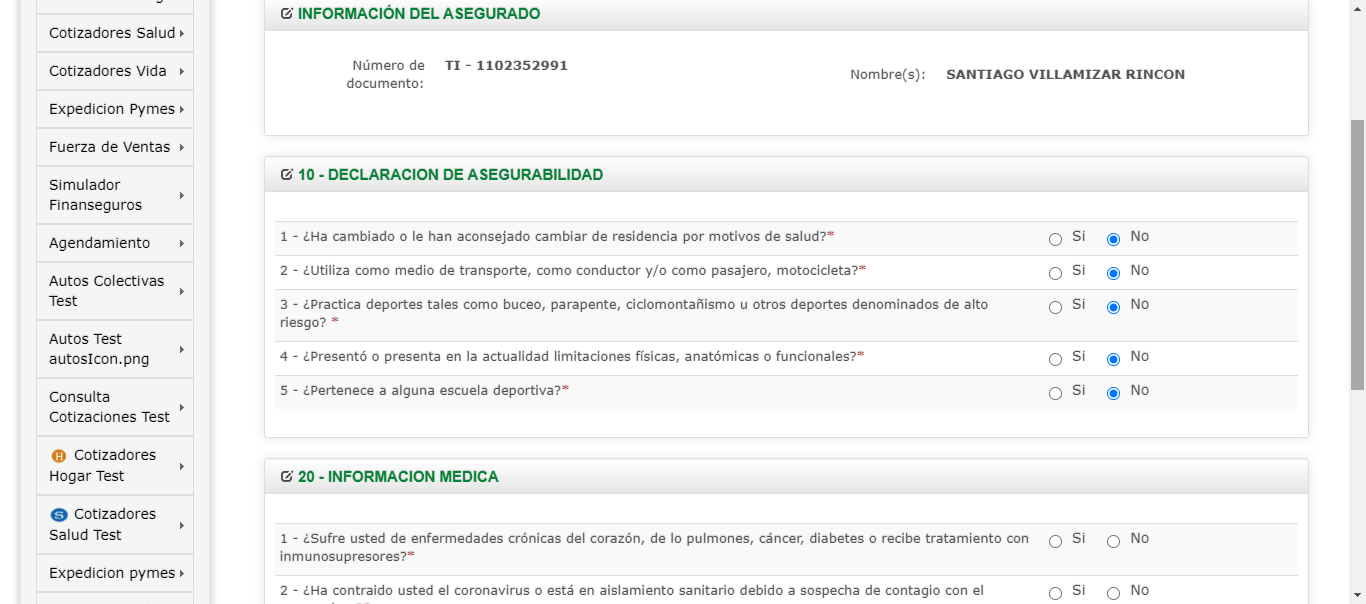 Cotizadores Salud
Cotizadores Vida
Expedicion Pymes
Fuerza de Ventas
Simulador
Finanseguros
Agendamiento
Autos Colectivas
Test
Autos Test
autosIcon.png
Consulta
Cotizaciones Test
H Cotizadores
Hogar Test
S Cotizadores
Salud Test
Expedicion pymes
INFORMACIÓN DEL ASEGURADO
Número de
documento:
TI - 1102352991
Nombre(s): SANTIAGO VILLAMIZAR RINCON
10 - DECLARACION DE ASEGURABILIDAD
1 - ¿Ha cambiado o le han aconsejado cambiar de residencia por motivos de salud?* Si No
2 - ¿Utiliza como medio de transporte, como conductor y/o como pasajero, motocicleta?* Si No
3 - ¿Practica deportes tales como buceo, parapente, ciclomontañismo u otros deportes denominados de alto
riesgo? * Si No
4 - ¿Presentó o presenta en la actualidad limitaciones físicas, anatómicas o funcionales?* Si No
5 - ¿Pertenece a alguna escuela deportiva?* Si No
20 - INFORMACION MEDICA
1 - ¿Sufre usted de enfermedades crónicas del corazón, de lo pulmones, cáncer, diabetes o recibe tratamiento con
inmunosupresores?* Si No
2 - ¿Ha contraido usted el coronavirus o está en aislamiento sanitario debido a sospecha de contagio con el
Si No